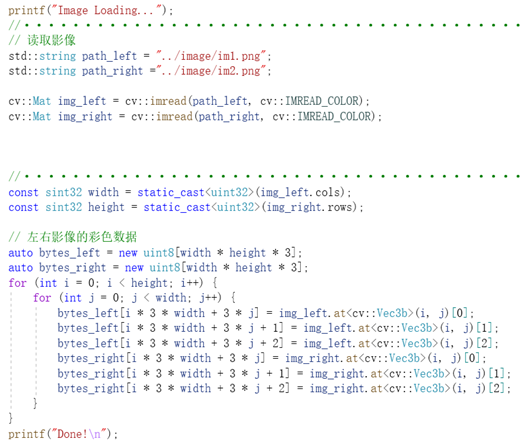 printf("Image Loading...");
//・・・・・・・・・・・・・・・・・・・・・・・・・・・・・・・・・・・・・・・・・
// 读取影像
std::string path_left = "../image/im1.png";
std::string path_right ="../image/im2.png";
cv::Mat img_left = cv::imread(path_left, cv::IMREAD_COLOR);
cv::Mat img_right = cv::imread(path_right, cv::IMREAD_COLOR);
//・・・・・・・・・・・・・・・・・・・・・・・・・・・・・・・・・・・・・・・・・
const sint32 width = static_cast<uint32>(img_left.cols);
const sint32 height = static_cast<uint32>(img_right.rows);
// 左右影像的彩色数据
auto bytes_left = new uint8[width * height * 3];
auto bytes_right = new uint8[width * height * 3];
for (int i = 0; i < height; i++) {
for (int j = 0; j < width; j++) {
bytes_left[i * 3 * width + 3 * j] = img_left.at<cv::Vec3b>(i, j)[0];
bytes_left[i * 3 * width + 3 * j + 1] = img_left.at<cv::Vec3b>(i, j)[1];
bytes_left[i * 3 * width + 3 * j + 2] = img_left.at<cv::Vec3b>(i, j)[2];
bytes_right[i * 3 * width + 3 * j] = img_right.at<cv::Vec3b>(i, j)[0];
bytes_right[i * 3 * width + 3 * j + 1] = img_right.at<cv::Vec3b>(i, j)[1];
bytes_right[i * 3 * width + 3 * j + 2] = img_right.at<cv::Vec3b>(i, j)[2];
}
}
printf("Done!\n");